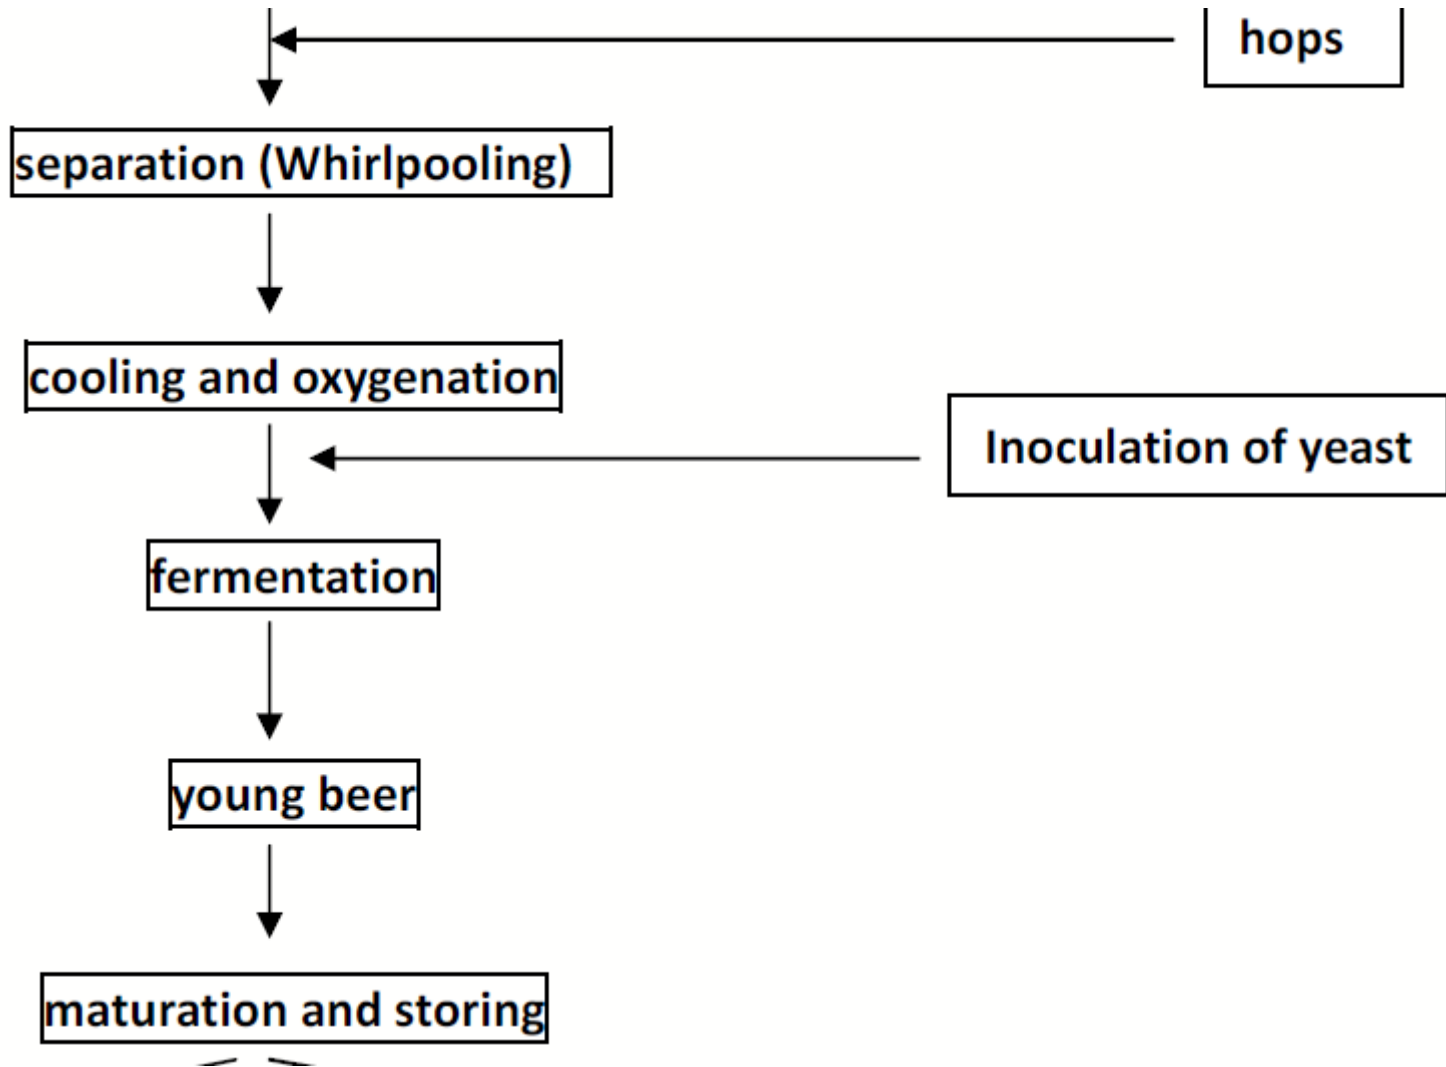 hops
separation (Whirlpooling)
cooling and oxygenation
Inoculation of yeast
fermentation
young beer
maturation and storing